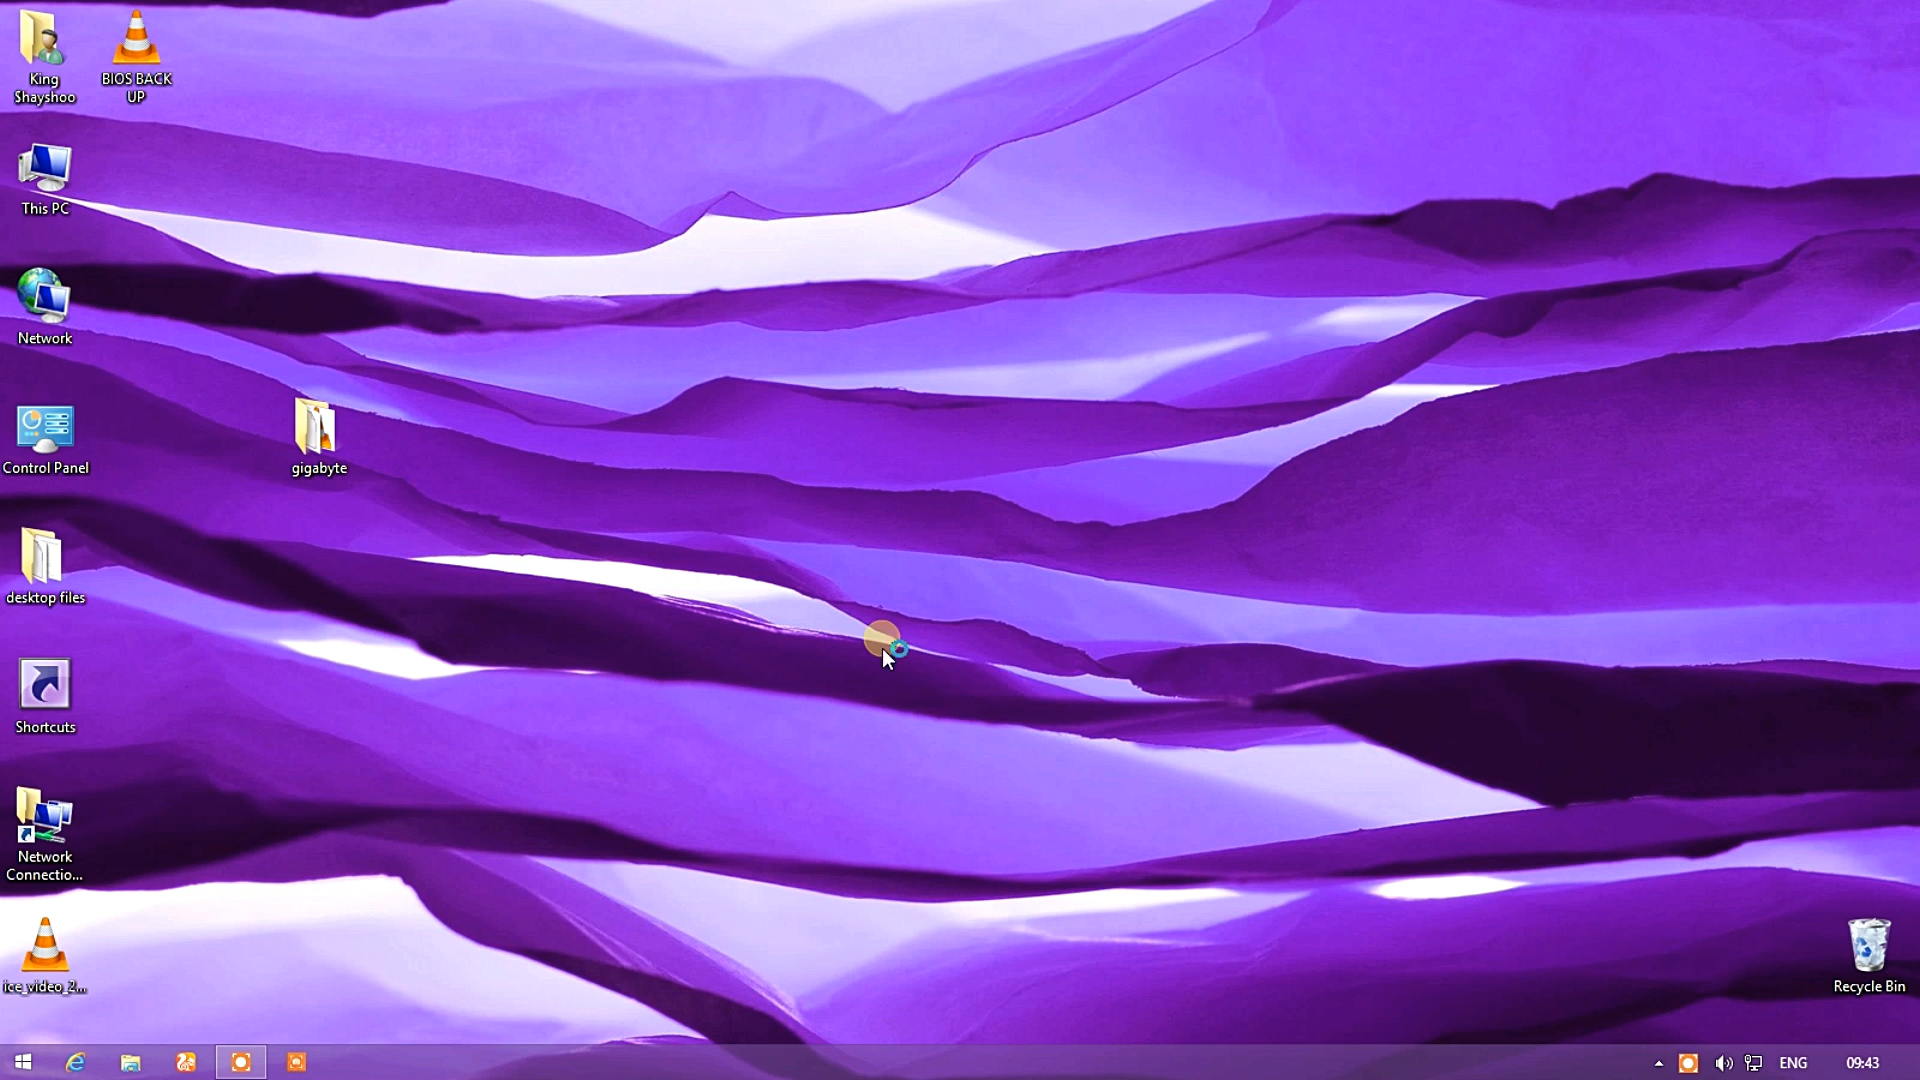 King
Shayshoo
BIOS BACK
UP
This PC
Network
Control Panel
gigabyte
desktop files
Shortcuts
Network
Connectio...
ice_video_2...
Recycle Bin
ENG
09:43